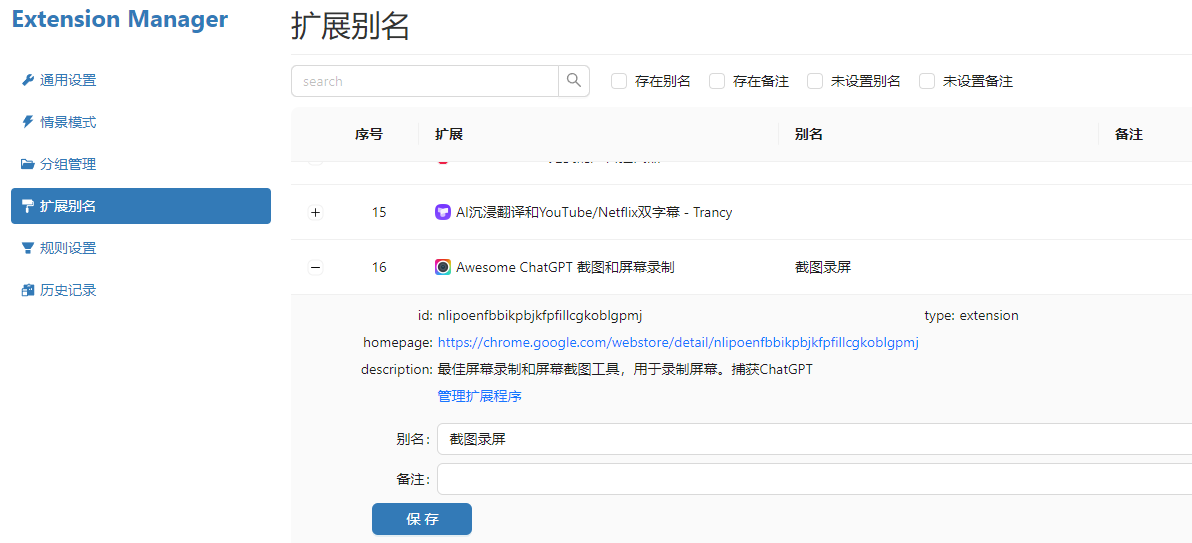 Extension Manager
扩展别名
通用设置
情景模式
分组管理
扩展别名
规则设置
历史记录
search
存在别名
存在备注
未设置别名
未设置备注
序号 扩展 别名 备注
15 AI沉浸翻译和YouTube/Netflix双字幕 - Trancy
16 Awesome ChatGPT 截图和屏幕录制 截图录屏
id: nlipoenfbbikpbjkfpfillcgkoblgpmj type: extension
homepage: https://chrome.google.com/webstore/detail/nlipoenfbbikpbjkfpfillcgkoblgpmj
description: 最佳屏幕录制和屏幕截图工具，用于录制屏幕。捕获ChatGPT
管理扩展程序
别名: 截图录屏
备注:
保 存